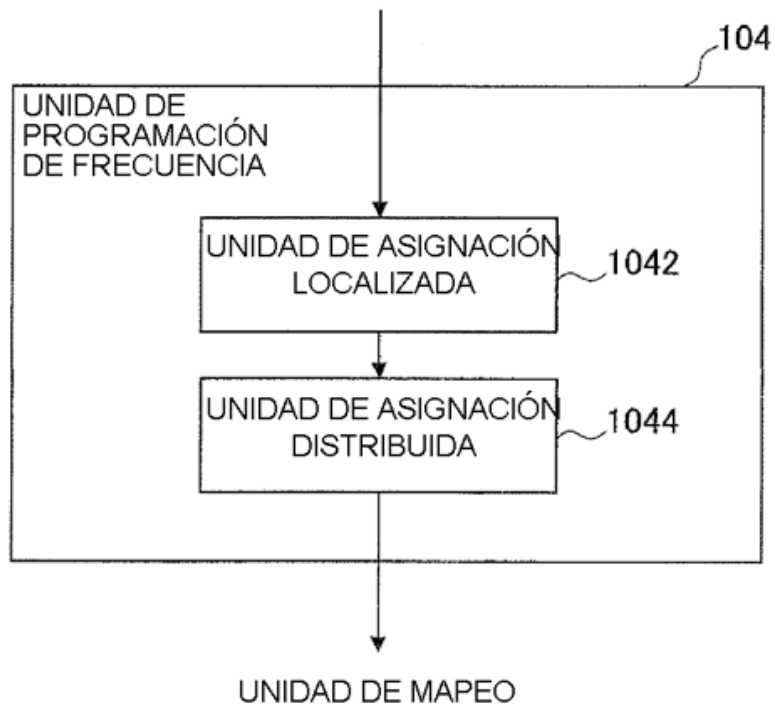 104
UNIDAD DE
PROGRAMACIÓN
DE FRECUENCIA
UNIDAD DE ASIGNACIÓN
LOCALIZADA
1042
UNIDAD DE ASIGNACIÓN
DISTRIBUIDA
1044
UNIDAD DE MAPEO